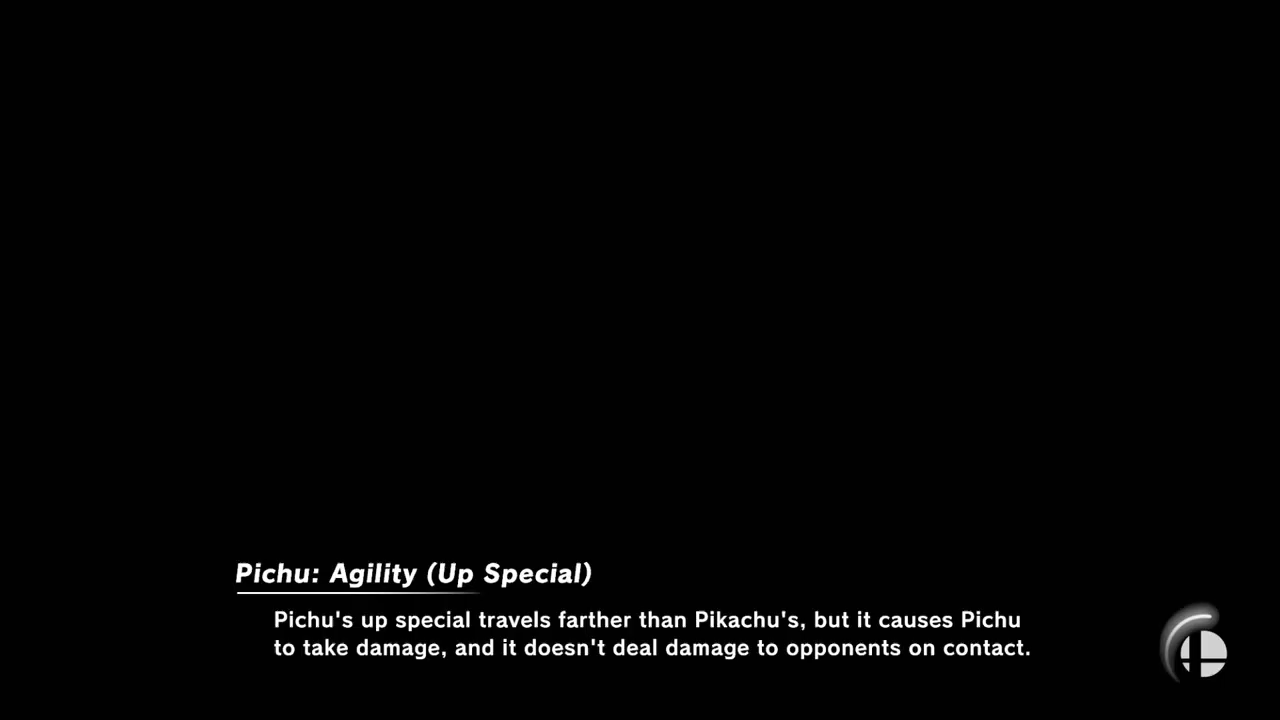 Pichu: Agility (Up Special)
Pichu's up special travels farther than Pikachu's, but it causes Pichu
to take damage, and it doesn't deal damage to opponents on contact.